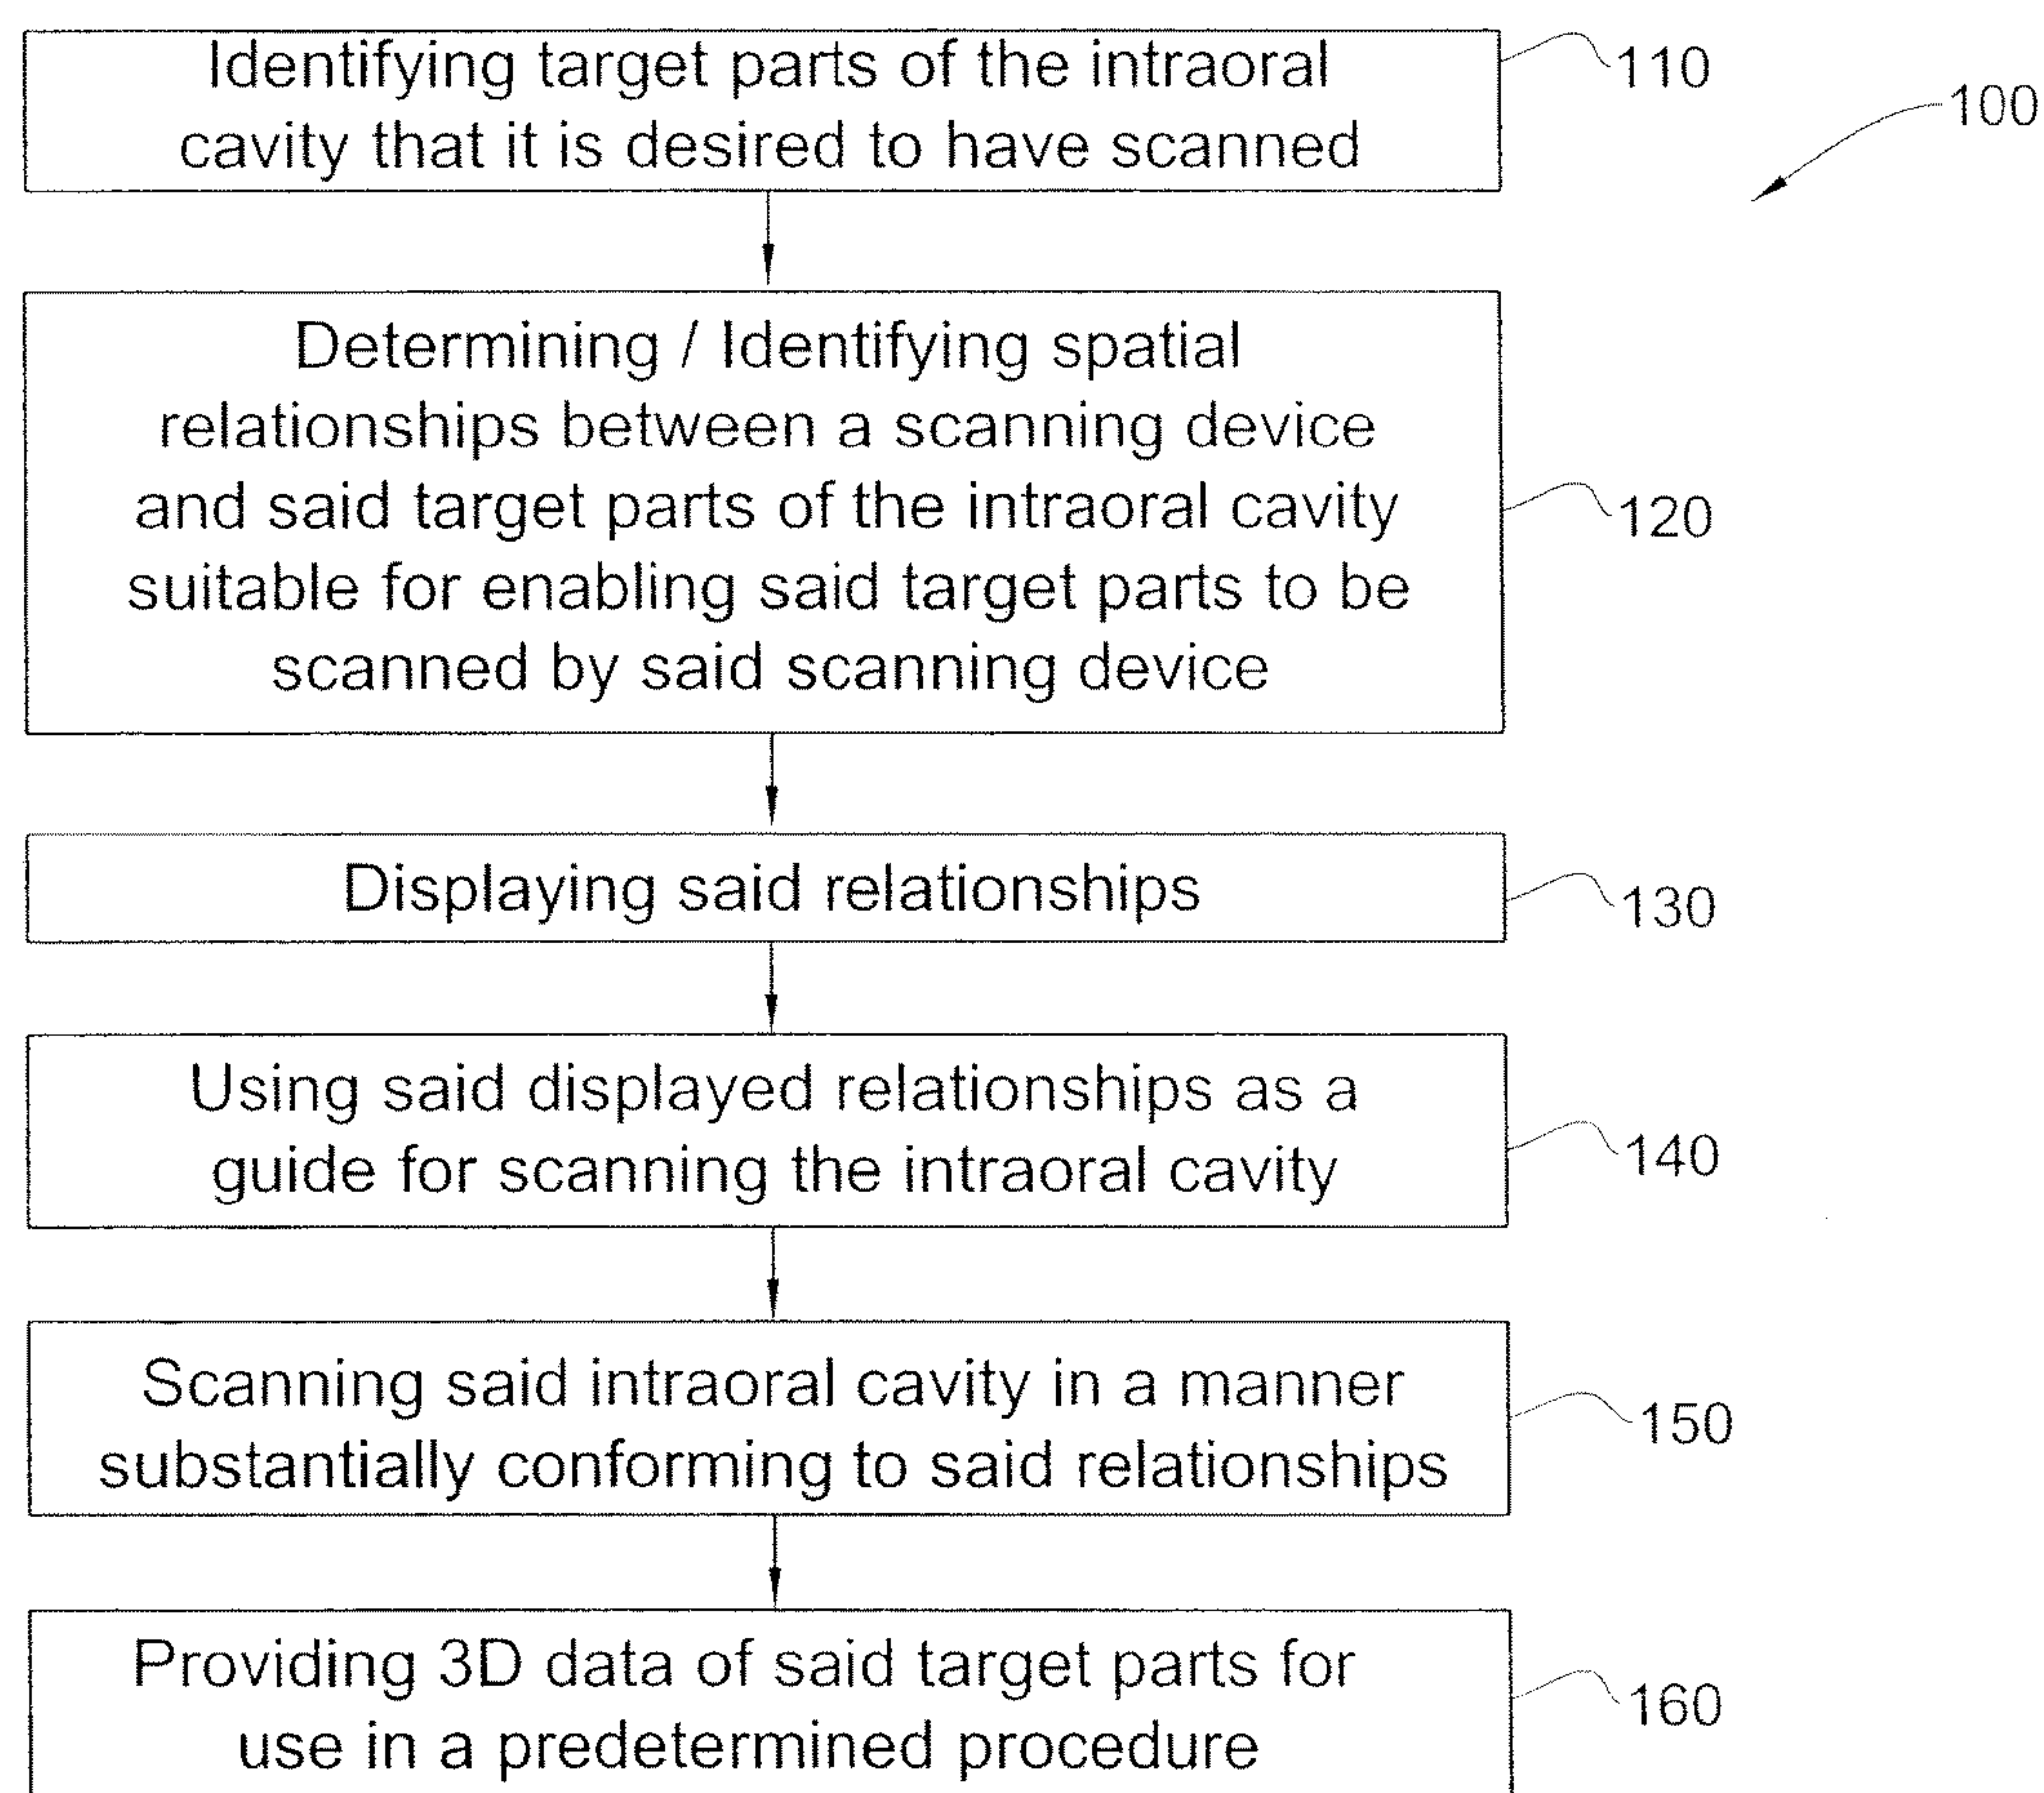 Identifying target parts of the intraoral
cavity that it is desired to have scanned
110
100
Determining / Identifying spatial
relationships between a scanning device
and said target parts of the intraoral cavity
suitable for enabling said target parts to be
scanned by said scanning device
120
Displaying said relationships
130
Using said displayed relationships as a
guide for scanning the intraoral cavity
140
Scanning said intraoral cavity in a manner
substantially conforming to said relationships
150
Providing 3D data of said target parts for
use in a predetermined procedure
160